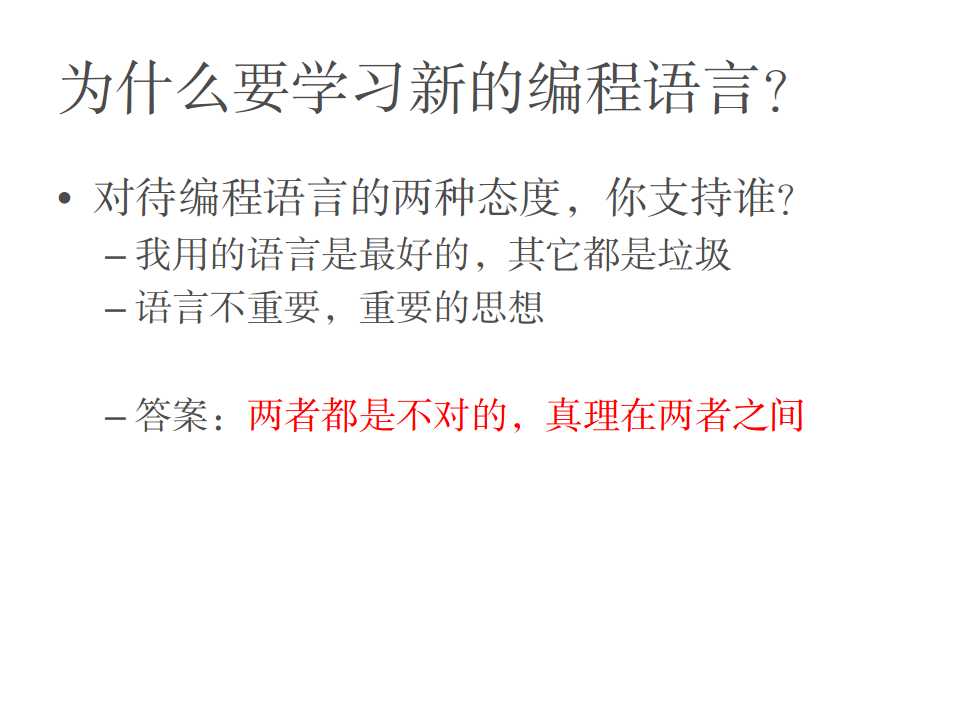 为什么要学习新的编程语言?
• 对待编程语言的两种态度，你支持谁?
– 我用的语言是最好的，其它都是垃圾
– 语言不重要，重要的思想
– 答案：两者都是不对的，真理在两者之间